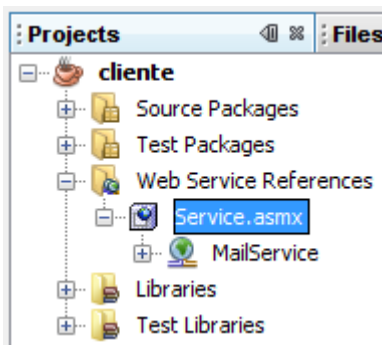 Projects Files
cliente
Source Packages
Test Packages
Web Service References
Service.asmx
MailService
Libraries
Test Libraries